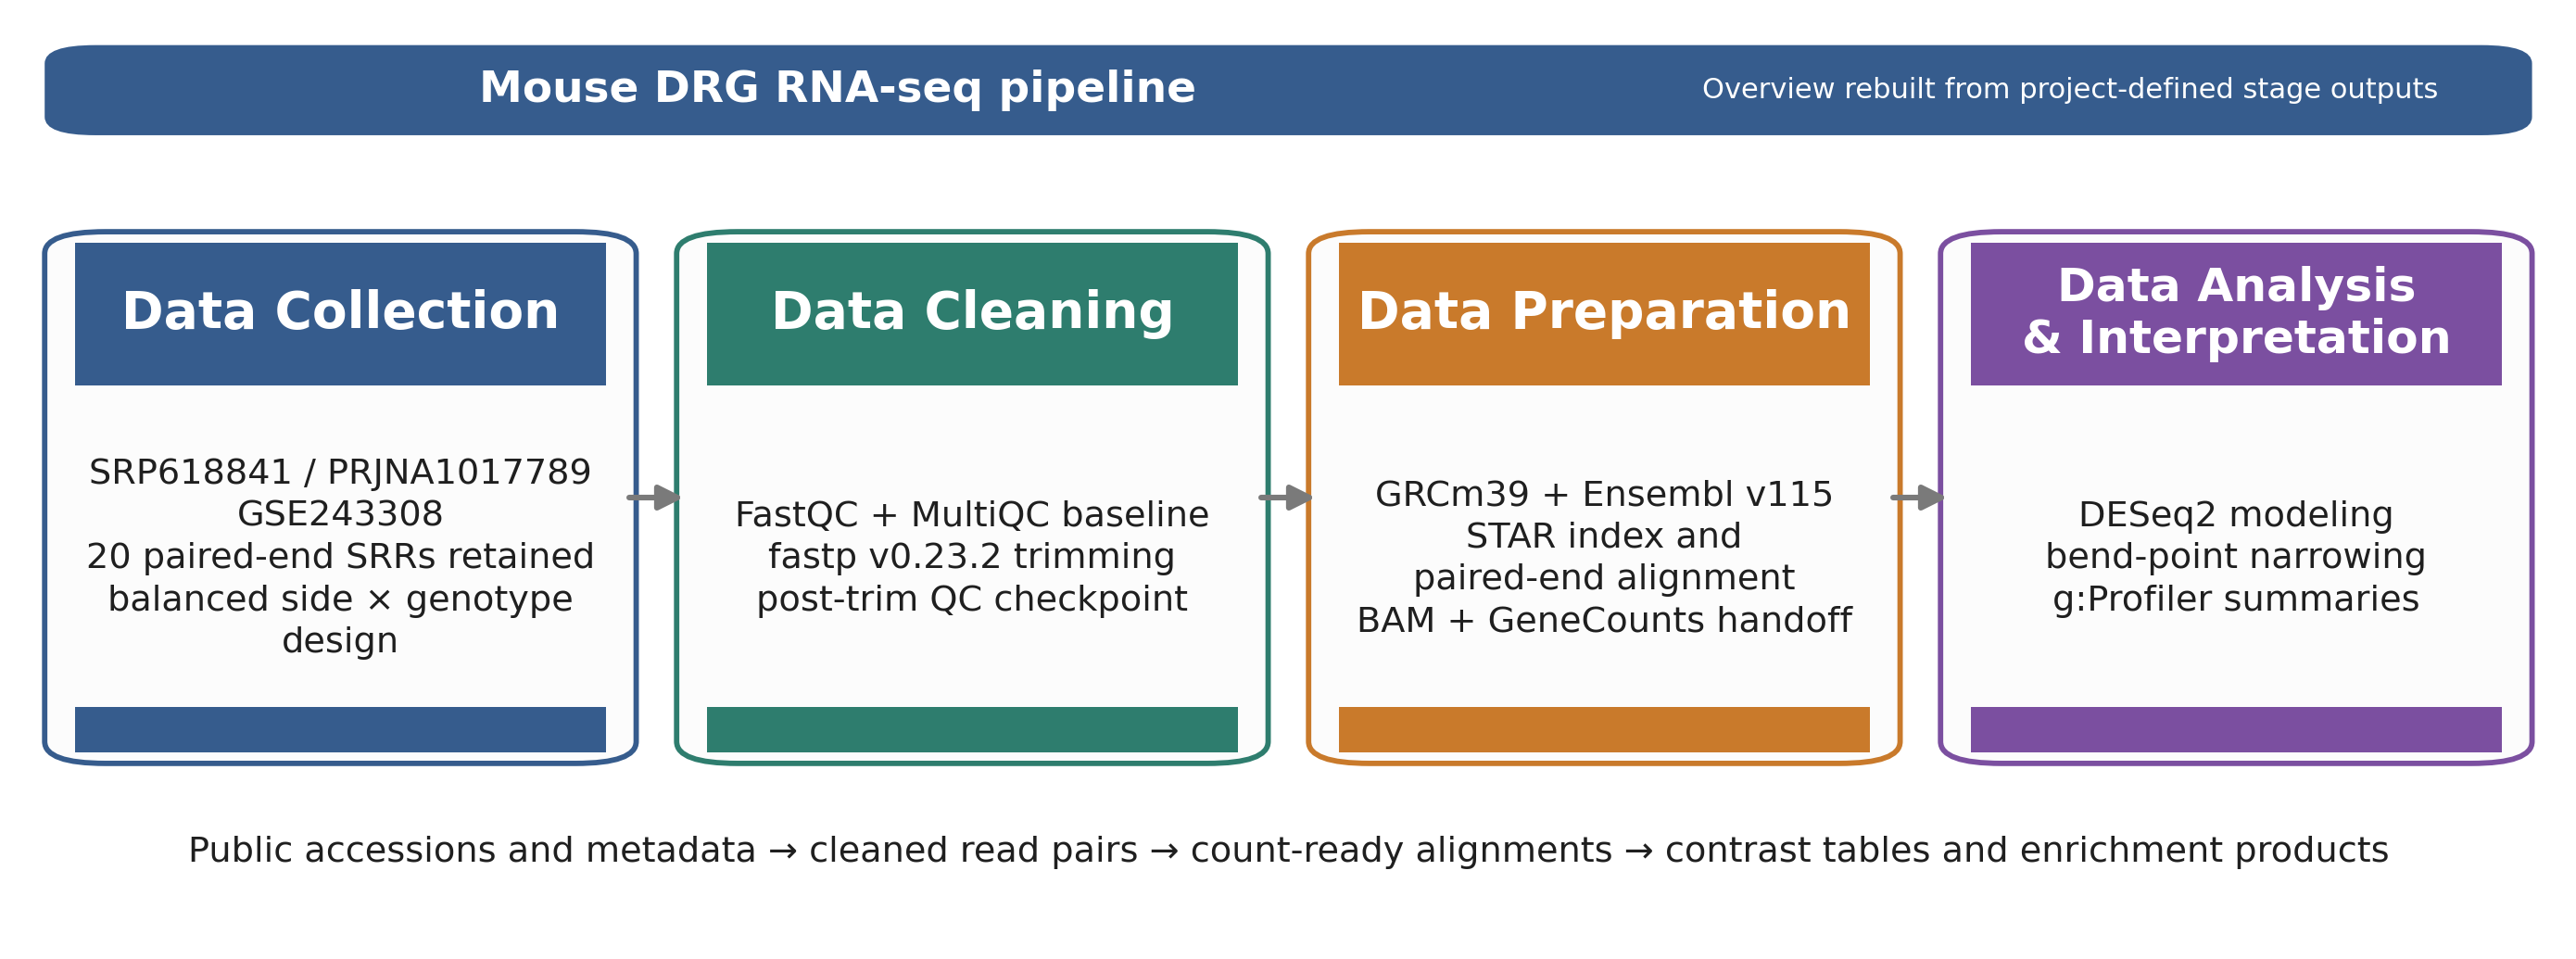 Mouse DRG RNA-seq pipeline
Overview rebuilt from project-defined stage outputs
Data Collection
SRP618841 / PRJNA1017789
GSE243308
20 paired-end SRRs retained
balanced side × genotype
design
Data Cleaning
FastQC + MultiQC baseline
fastp v0.23.2 trimming
post-trim QC checkpoint
Data Preparation
GRCm39 + Ensembl v115
STAR index and
paired-end alignment
BAM + GeneCounts handoff
Data Analysis
& Interpretation
DESeq2 modeling
bend-point narrowing
g:Profiler summaries
Public accessions and metadata → cleaned read pairs → count-ready alignments → contrast tables and enrichment products